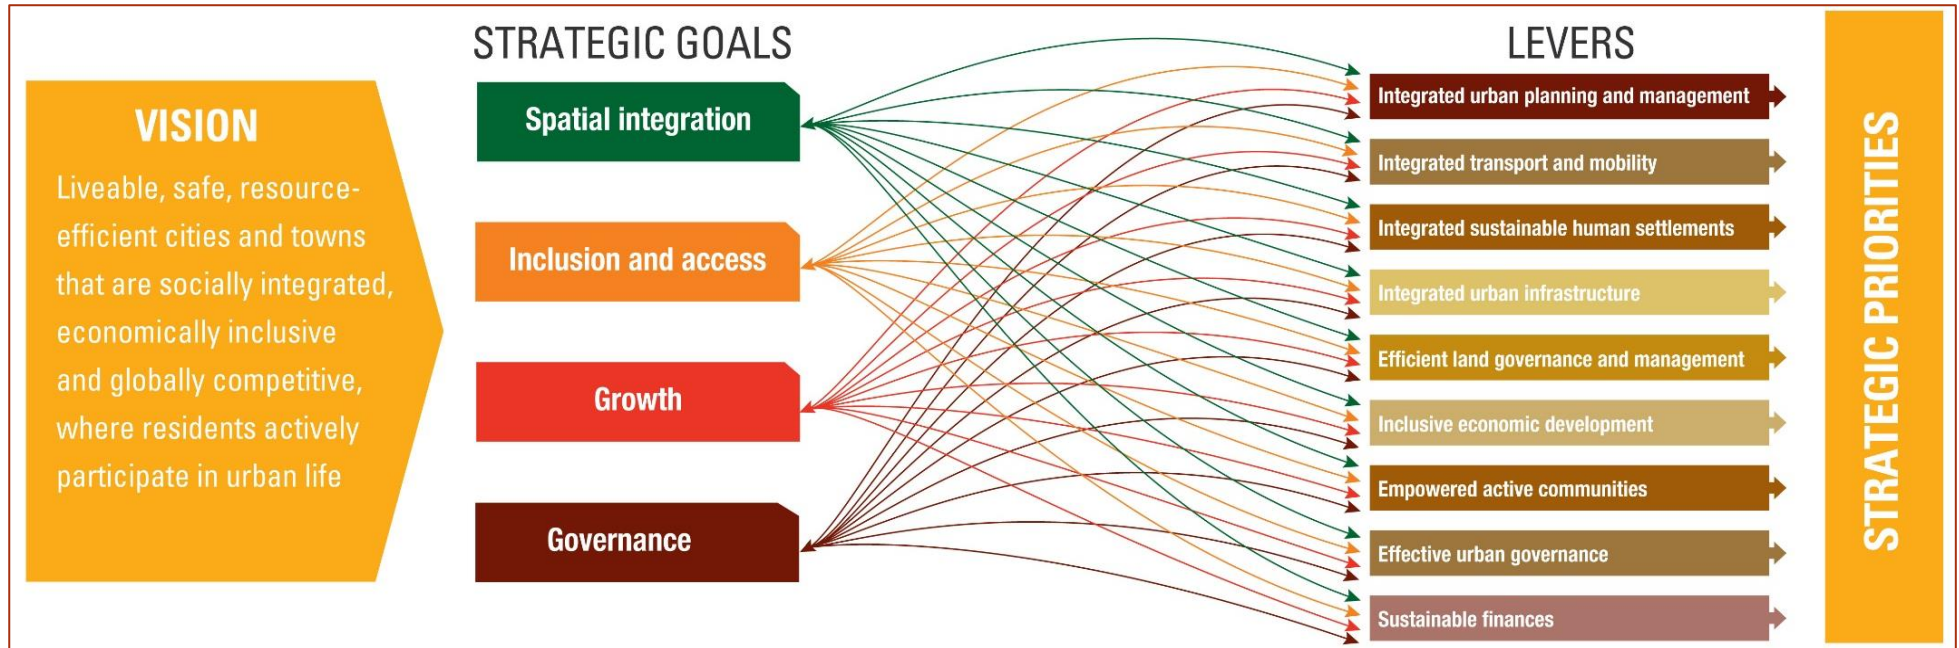 VISION
Liveable, safe, resource-
efficient cities and towns
that are socially integrated,
economically inclusive
and globally competitive,
where residents actively
participate in urban life
STRATEGIC GOALS
Spatial integration
Inclusion and access
Growth
Governance
LEVERS
Integrated urban planning and management
Integrated transport and mobility
Integrated sustainable human settlements
Integrated urban infrastructure
Efficient land governance and management
Inclusive economic development
Empowered active communities
Effective urban governance
Sustainable finances
STRATEGIC PRIORITIES